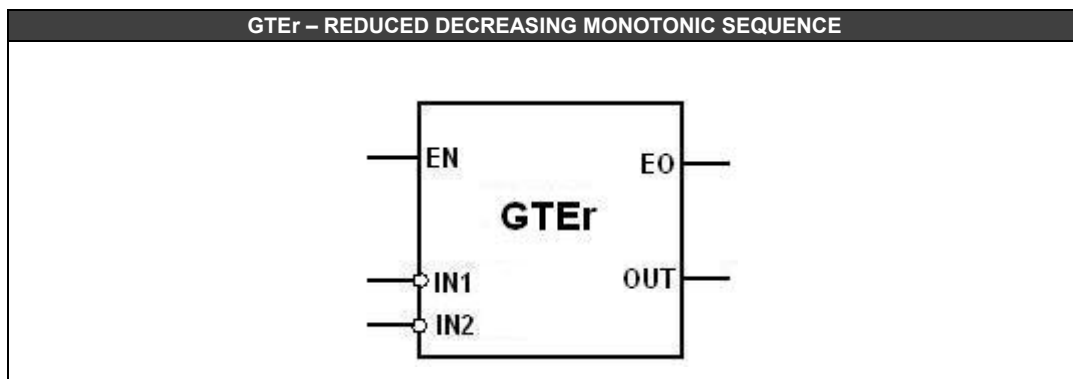 GTEr – REDUCED DECREASING MONOTONIC SEQUENCE
EN
EO
GTEr
IN1
OUT
IN2